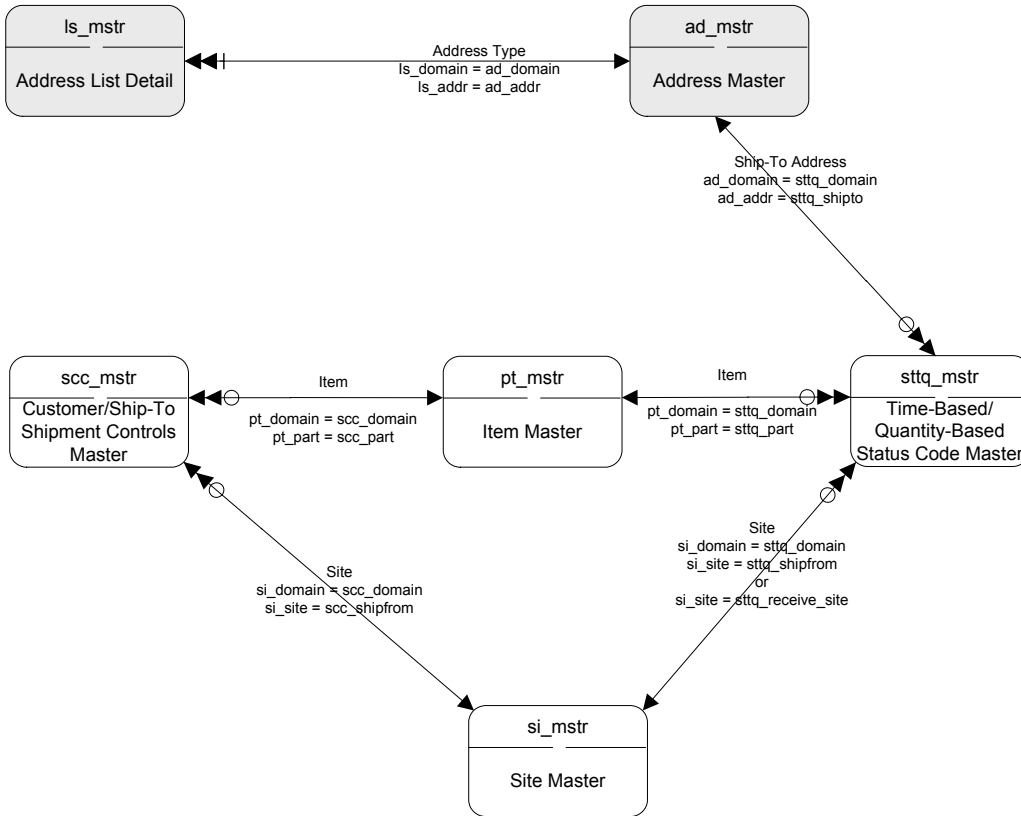 ls_mstr
Address List Detail
Address Type
ls_domain = ad_domain
ls_addr = ad_addr
ad_mstr
Address Master
Ship-To Address
ad_domain = sttq_domain
ad_addr = sttq_shipto
scc_mstr
Customer/Ship-To
Shipment Controls
Master
Item
pt_domain = scc_domain
pt_part = scc_part
pt_mstr
Item Master
Item
pt_domain = sttq_domain
pt_part = sttq_part
sttq_mstr
Time-Based/
Quantity-Based
Status Code Master
Site
si_domain = scc_domain
si_site = scc_shipfrom
Site
si_domain = sttq_domain
si_site = sttq_shipfrom
or
si_site = sttq_receive_site
si_mstr
Site Master